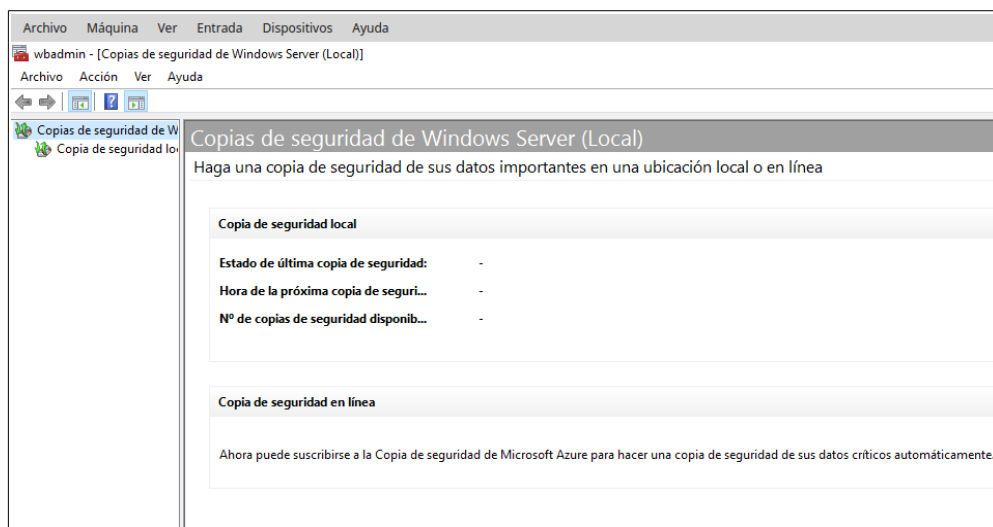 Archivo Máquina Ver Entrada Dispositivos Ayuda
wbadmin - [Copias de seguridad de Windows Server (Local)]
Archivo Acción Ver Ayuda
Copias de seguridad de W
Copia de seguridad lo
Copias de seguridad de Windows Server (Local)
Haga una copia de seguridad de sus datos importantes en una ubicación local o en línea
Copia de seguridad local
Estado de última copia de seguridad: -
Hora de la próxima copia de seguri... -
Nº de copias de seguridad disponib... -
Copia de seguridad en línea
Ahora puede suscribirse a la Copia de seguridad de Microsoft Azure para hacer una copia de seguridad de sus datos críticos automáticamente.